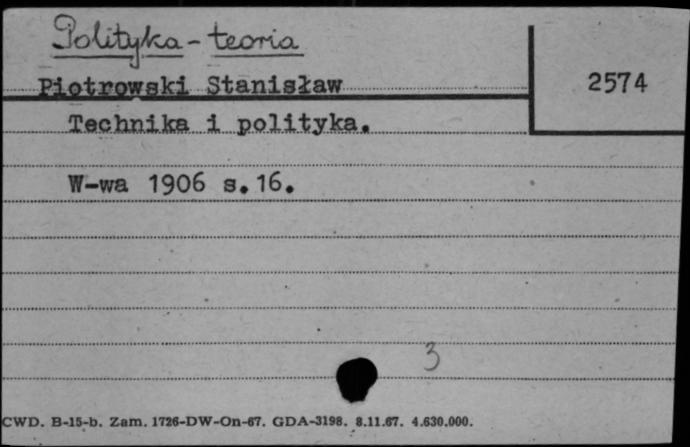 Polityka - teoria
Piotrowski Stanisław
2574
Technika i polityka.
W-wa 1906 s.16.
3
CWD. B-15-b. Zam. 1726-DW-On-67. GDA-3198. 8.11.67. 4.630.000.